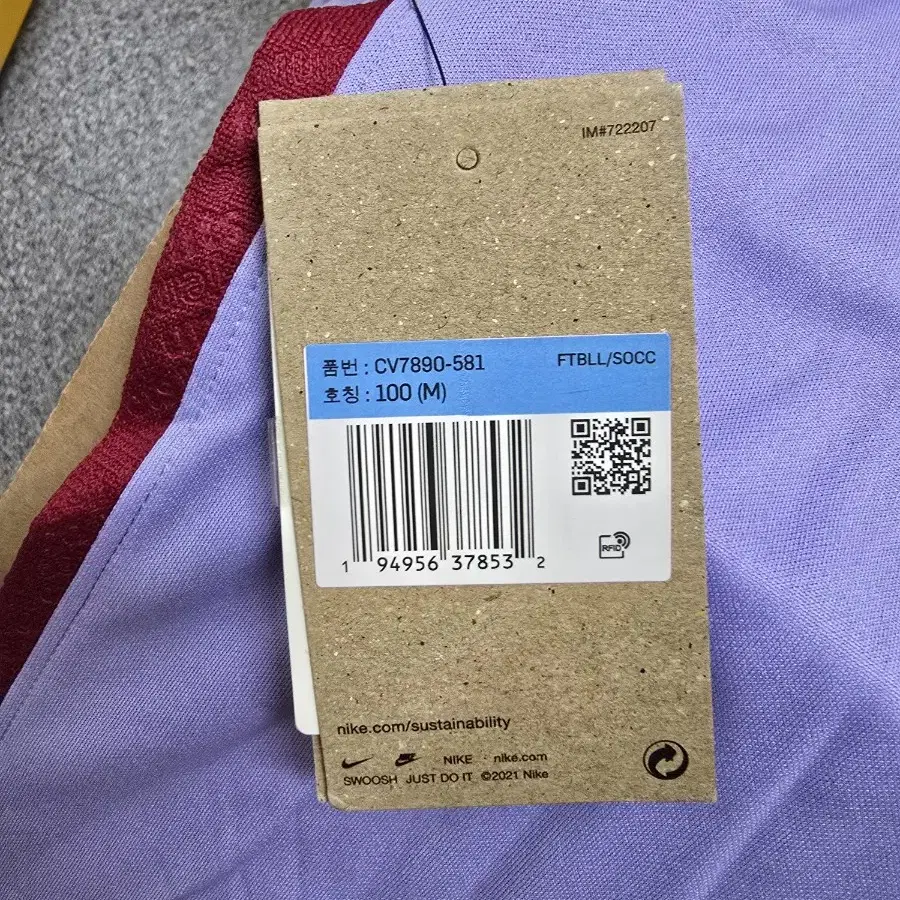 IM#722207
품번 : CV7890-581 FTBLL/SOCC
호칭 : 100 (M)
RFID
1 94956 37853 2
nike.com/sustainability
NIKE · nike.com
SWOOSH JUST DO IT ©2021 Nike